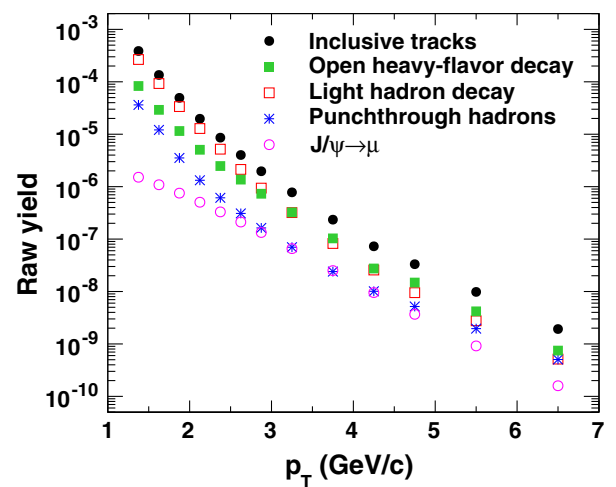 10⁻³
10⁻⁴
10⁻⁵
10⁻⁶
10⁻⁷
10⁻⁸
10⁻⁹
10⁻¹⁰
Raw yield
Inclusive tracks
Open heavy-flavor decay
Light hadron decay
Punchthrough hadrons
J/ψ→μ
1 2 3 4 5 6 7
p_T (GeV/c)